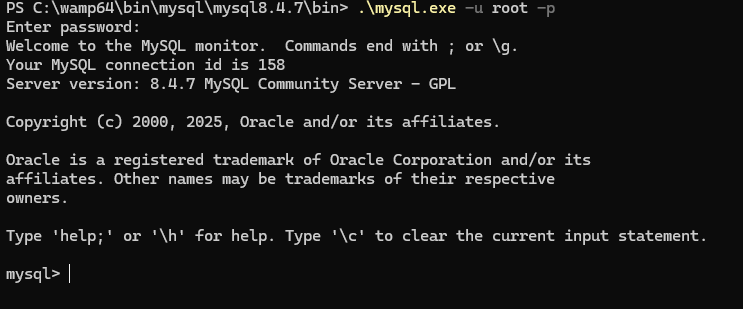 PS C:\wamp64\bin\mysql\mysql8.4.7\bin> .\mysql.exe -u root -p
Enter password:
Welcome to the MySQL monitor.  Commands end with ; or \g.
Your MySQL connection id is 158
Server version: 8.4.7 MySQL Community Server - GPL

Copyright (c) 2000, 2025, Oracle and/or its affiliates.

Oracle is a registered trademark of Oracle Corporation and/or its
affiliates. Other names may be trademarks of their respective
owners.

Type 'help;' or '\h' for help. Type '\c' to clear the current input statement.

mysql>